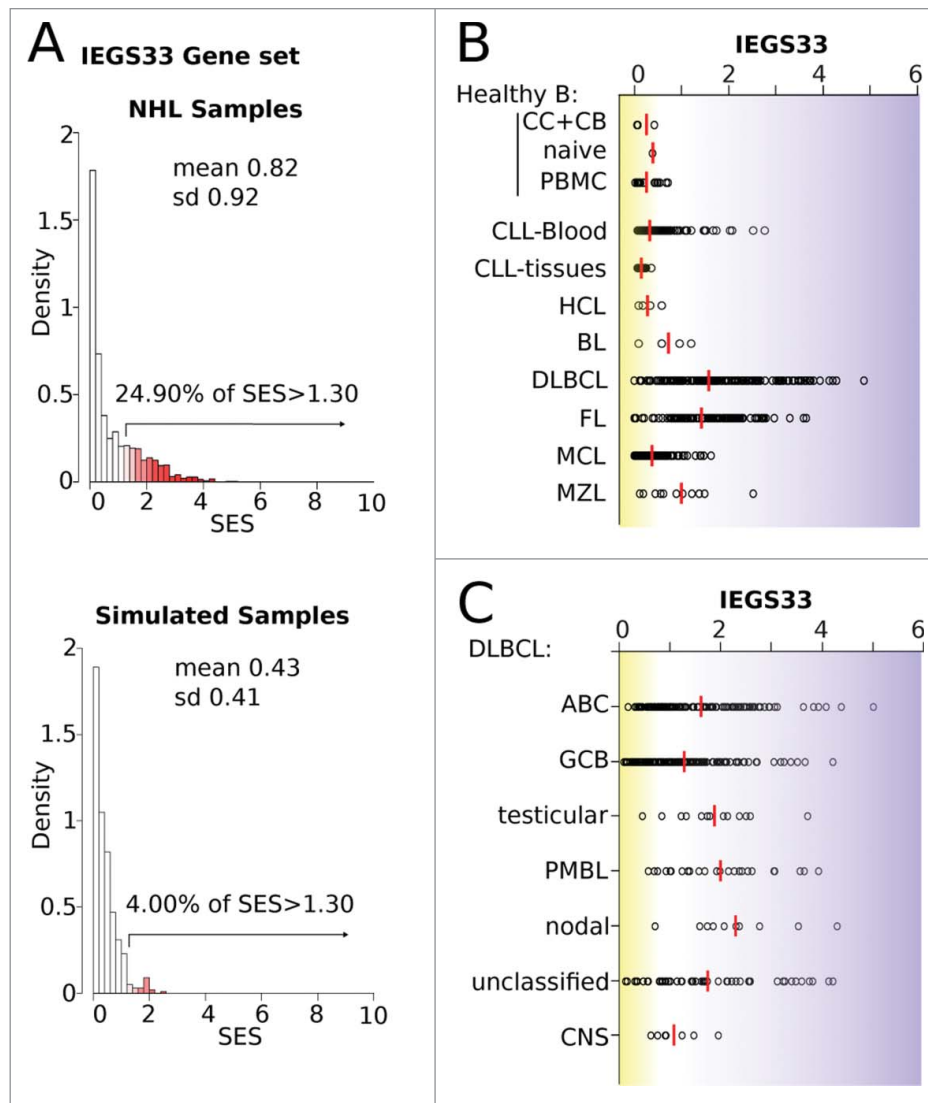 A
IEGS33 Gene set
NHL Samples
mean 0.82
sd 0.92
24.90% of SES>1.30
Density
2
1.5
1
0.5
0
0 2 4 6 8 10
SES
Simulated Samples
mean 0.43
sd 0.41
4.00% of SES>1.30
Density
2
1.5
1
0.5
0
0 2 4 6 8 10
SES
B
IEGS33
0 2 4 6
Healthy B:
CC+CB
naive
PBMC
CLL-Blood
CLL-tissues
HCL
BL
DLBCL
FL
MCL
MZL
C
IEGS33
0 2 4 6
DLBCL:
ABC
GCB
testicular
PMBL
nodal
unclassified
CNS